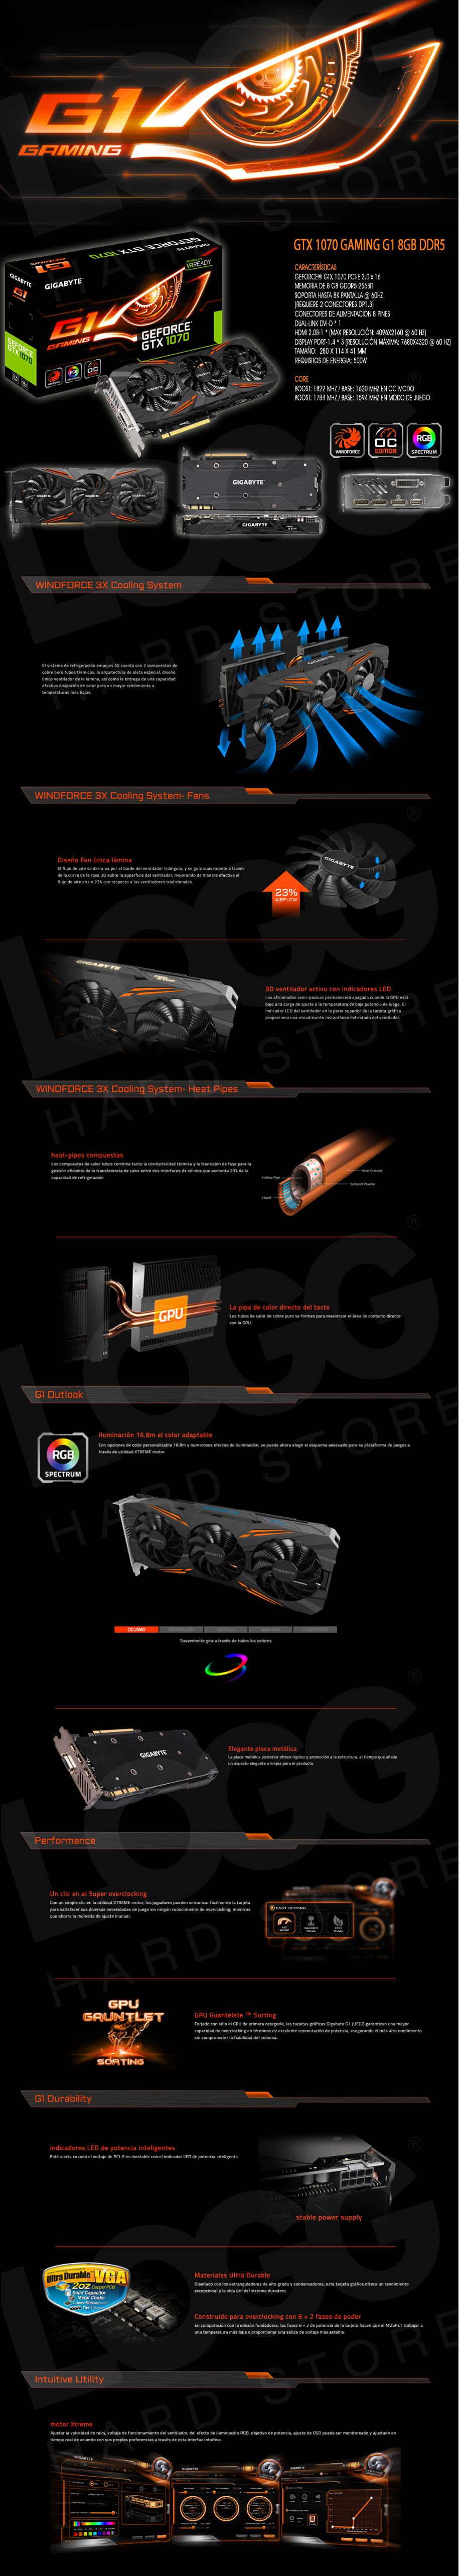 G1
GAMING
GTX 1070 GAMING G1 8GB DDR5
CARACTERÍSTICAS
GEFORCE® GTX 1070 PCI-E 3.0 x 16
MEMORIA DE 8 GB GDDR5 256BIT
SOPORTA HASTA 8K PANTALLA @ 60HZ
(REQUIERE 2 CONECTORES DP1.3)
CONECTORES DE ALIMENTACION 8 PINES
DUAL-LINK DVI-D
HDMI 2.0B-1 (MAX RESOLUCIÓN: 4096X2160 @ 60 HZ)
DISPLAY PORT (RESOLUCIÓN MÁXIMA: 7680X4320 @ 60 HZ)
TAMAÑO: 280 X 114 X 41 MM
REQUISITOS DE ENERGIA: 500W
CORE
BOOST: 1822 MHZ / BASE: 1620 MHZ EN OC MODO
BOOST: 1784 MHZ / BASE: 1594 MHZ EN MODO DE JUEGO
GIGABYTE
GEFORCE GTX 1070
VR READY
GEFORCE®
GTX 1070
WINDFORCE
OC
EDITION
RGB
SPECTRUM
GIGABYTE
GIGABYTE
WINDFORCE 3X Cooling System
El sistema de refrigeración empujes 3X cuenta con 2 compuestos de
cobre puro tubos térmicos, la arquitectura de aleta especial, diseño
único ventilador de la lámina, así como la entrega de una capacidad
efectiva disipación de calor para un mayor rendimiento a
temperaturas más bajas.
WINDFORCE 3X Cooling System- Fans
Diseño Fan única lámina
El flujo de aire se derrama por el borde del ventilador triángulo, y se guía suavemente a través
de la curva de la raya 3D sobre la superficie del ventilador, mejorando de manera efectiva el
flujo de aire en un 23% con respecto a los ventiladores tradicionales.
23%
AIRFLOW
GIGABYTE
3D ventilador activo con indicadores LED
Los aficionados semi-pasivos permanecerá apagada cuando la GPU está
bajo una carga de ajuste o la temperatura de baja potencia de juego. El
indicador LED del ventilador en la parte superior de la tarjeta gráfica
proporciona una visualización instantánea del estado del ventilador.
WINDFORCE 3X Cooling System- Heat Pipes
heat-pipes compuestas
Los compuestos de calor tubos combina tanto la conductividad térmica y la transición de fase para la
gestión eficiente de la transferencia de calor entre dos interfaces de sólidos que aumenta 29% de la
capacidad de refrigeración.
Hollow Pipe
Liquid
Axial Grooves
Sintered Powder
GPU
La pipa de calor directo del tacto
Los tubos de calor de cobre puro se forman para maximizar el área de contacto directo
con la GPU.
G1 Outlook
RGB
SPECTRUM
Iluminación 16.8m el color adaptable
Con opciones de color personalizable 16.8m y numerosos efectos de iluminación, se puede ahora elegir el esquema adecuado para su plataforma de juegos a
través de utilidad XTREME motor.
CICLISMO
Suavemente gira a través de todos los colores
GIGABYTE
Elegante placa metálica
La placa metálica posterior ofrece rigidez y protección a la estructura, al tiempo que añade
un aspecto elegante y limpia para el producto.
Performance
Un clic en el Super overclocking
Con un simple clic en la utilidad XTREME motor, los jugadores pueden sintonizar fácilmente la tarjeta
para satisfacer sus diversas necesidades de juego sin ningún conocimiento de overclocking, mientras
que ahorra la molestia de ajuste manual.
EASY SETTING
GPU
GAUNTLET
SORTING
GPU Guantelete ™ Sorting
Forjado con sólo el GPU de primera categoría, las tarjetas gráficas Gigabyte G1 JUEGO garantizan una mayor
capacidad de overclocking en términos de excelente conmutación de potencia, asegurando el más alto rendimiento
sin comprometer la fiabilidad del sistema.
G1 Durability
indicadores LED de potencia inteligentes
Esté alerta cuando el voltaje de PCI-E es inestable con el indicador LED de potencia inteligente.
stable power supply
Ultra Durable VGA
2oz Copper PCB
Solid Capacitor
Metal Choke
Materiales Ultra Durable
Diseñado con los estranguladores de alto grado y condensadores, esta tarjeta gráfica ofrece un rendimiento
excepcional y la vida útil del sistema duradero.
Construido para overclocking con 6 + 2 fases de poder
En comparación con la edición fundadores, las fases 6 + 2 de potencia de la tarjeta hacen que el MOSFET trabajar a
una temperatura más baja y proporcionar una salida de voltaje más estable.
Intuitive Utility
motor Xtreme
Ajustar la velocidad de reloj, voltaje de funcionamiento del ventilador, del efecto de iluminación RGB, objetivo de potencia, ajuste de OSD puede ser monitoreado y ajustado en
tiempo real de acuerdo con sus propias preferencias a través de esta interfaz intuitiva.
GIGABYTE
GIGABYTE
GIGABYTE
LOGG
HARD STORE